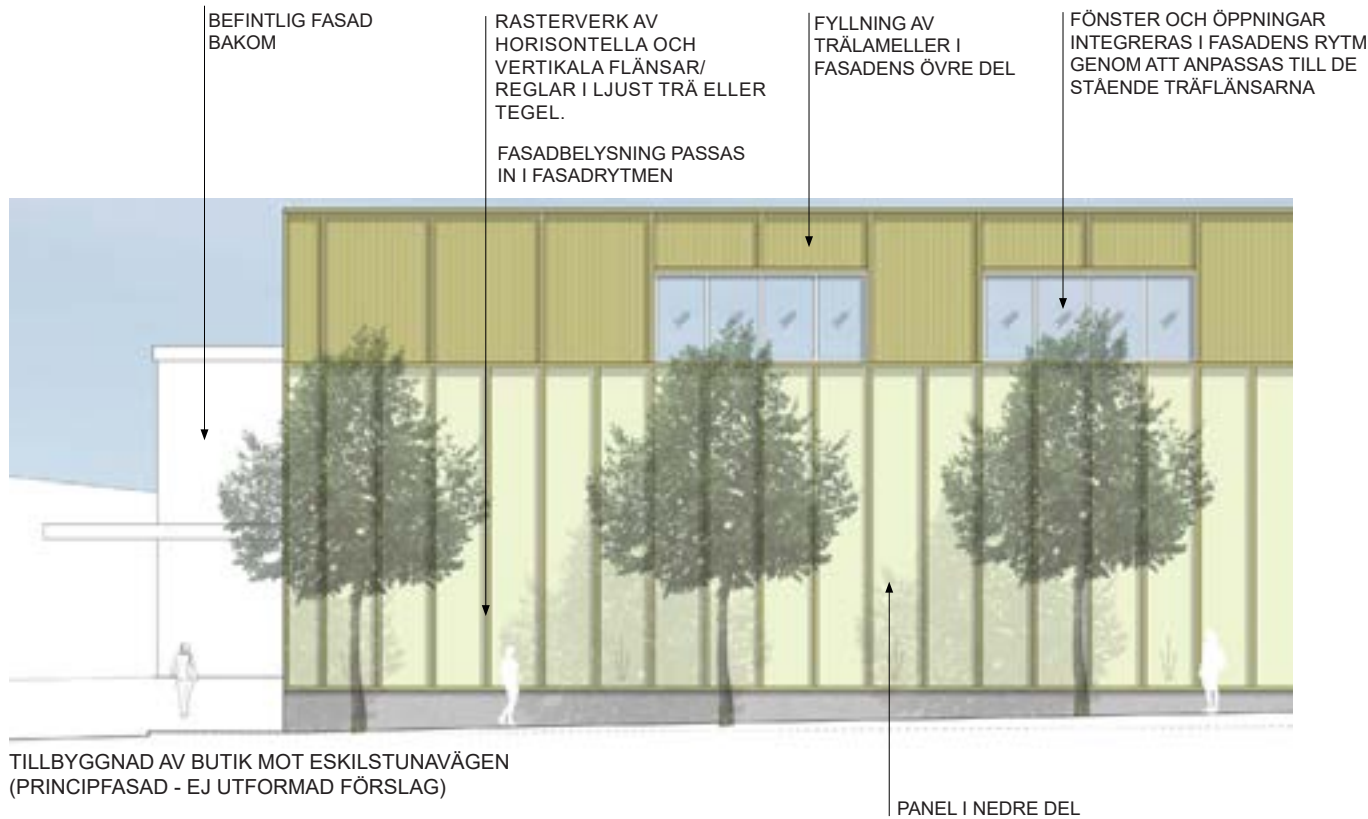 BEFINTLIG FASAD
BAKOM
RASTERVERK AV
HORISONTELLA OCH
VERTIKALA FLÄNSAR/
REGLAR I LJUST TRÄ ELLER
TEGEL.
FASADBELYSNING PASSAS
IN I FASADRYTMEN
FYLLNING AV
TRÄLAMELLER I
FASADENS ÖVRE DEL
FÖNSTER OCH ÖPPNINGAR
INTEGRERAS I FASADENS RYTM
GENOM ATT ANPASSAS TILL DE
STÅENDE TRÄFLÄNSARNA
TILLBYGGNAD AV BUTIK MOT ESKILSTUNAVÄGEN
(PRINCIPFASAD - EJ UTFORMAD FÖRSLAG)
PANEL I NEDRE DEL